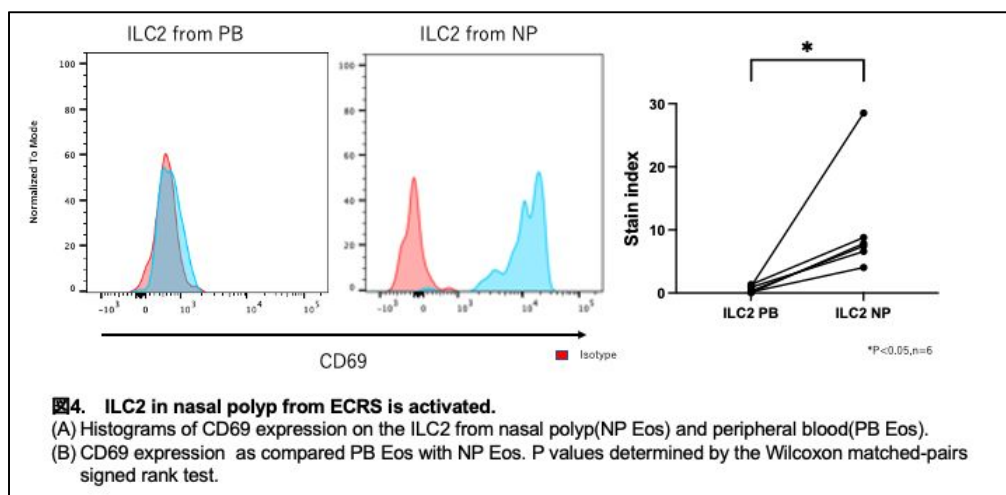 ILC2 from PB
ILC2 from NP
Normalized To Mode
100
80
60
40
20
0
-10³ 0 10³ 10⁴ 10⁵
100
80
60
40
20
0
-10³ 0 10³ 10⁴ 10⁵
CD69
Isotype
*
Stain index
30
20
10
0
ILC2 PB ILC2 NP
*P<0.05,n=6
図4. ILC2 in nasal polyp from ECRS is activated.
(A) Histograms of CD69 expression on the ILC2 from nasal polyp(NP Eos) and peripheral blood(PB Eos).
(B) CD69 expression as compared PB Eos with NP Eos. P values determined by the Wilcoxon matched-pairs
signed rank test.